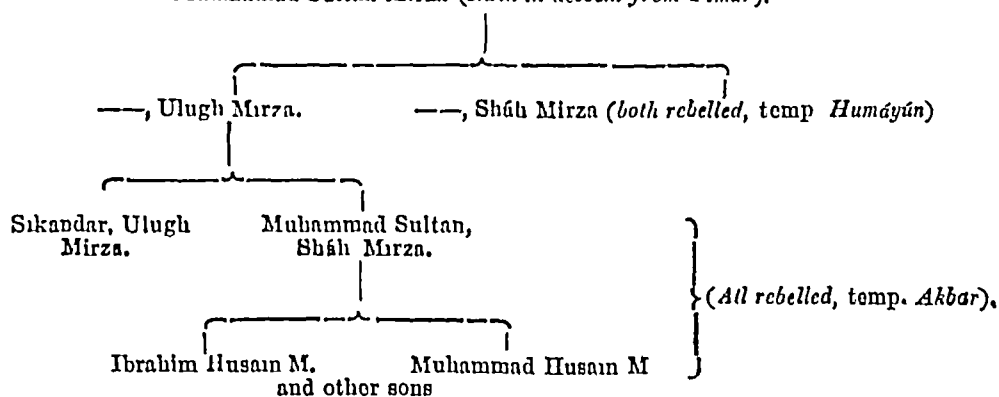 ——, Ulugh Mirza.
——, Sháh Mirza (both rebelled, temp Humáyún)
Sikandar, Ulugh
Mirza.
Muhammad Sultan,
Sháh Mirza.
(All rebelled, temp. Akbar).
Ibrahim Husain M.
Muhammad Husain M
and other sons